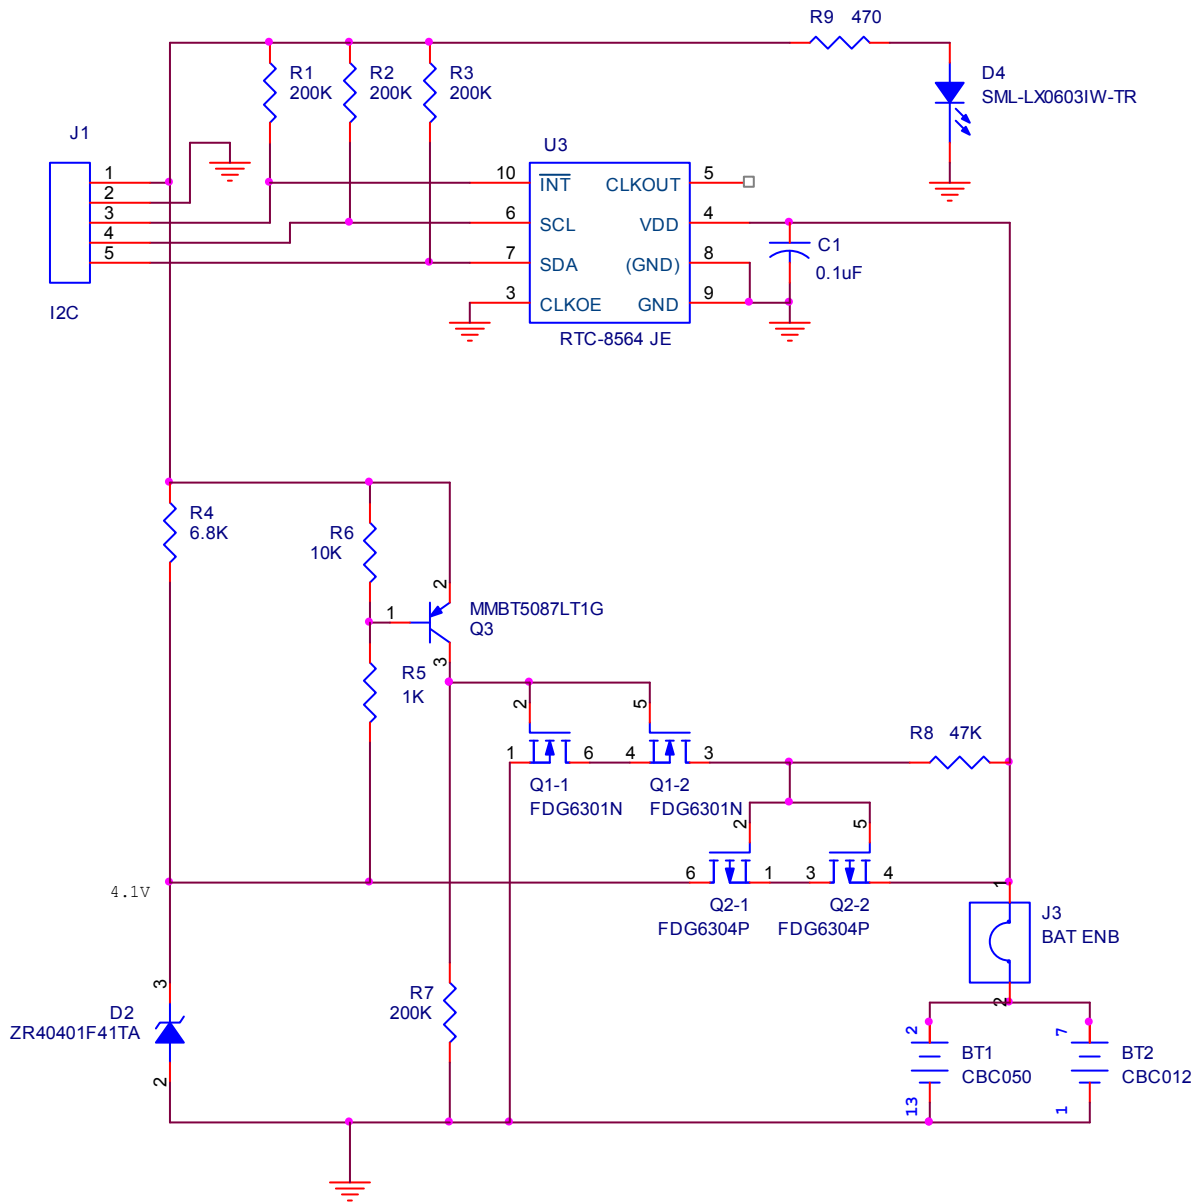 R9 470
R1
200K
R2
200K
R3
200K
D4
SML-LX0603IW-TR
J1
1
2
3
4
5
I2C
U3
10 INT CLKOUT 5
6 SCL VDD 4
7 SDA (GND) 8
3 CLKOE GND 9
RTC-8564 JE
C1
0.1uF
R4
6.8K
R6
10K
2
1
MMBT5087LT1G
Q3
3
R5
1K
2
5
1
6
4
3
Q1-1
FDG6301N
Q1-2
FDG6301N
R8 47K
2
5
6
1
3
4
Q2-1
FDG6304P
Q2-2
FDG6304P
4.1V
1
J3
BAT ENB
2
3
D2
ZR40401F41TA
2
R7
200K
2
BT1
CBC050
13
7
BT2
CBC012
1